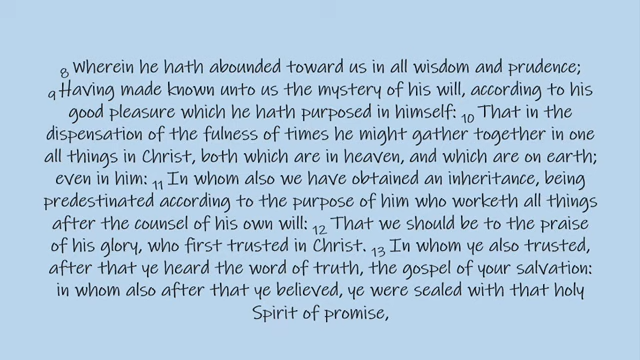 8 Wherein he hath abounded toward us in all wisdom and prudence;
9 Having made known unto us the mystery of his will, according to his
good pleasure which he hath purposed in himself: 10 That in the
dispensation of the fulness of times he might gather together in one
all things in Christ, both which are in heaven, and which are on earth;
even in him: 11 In whom also we have obtained an inheritance, being
predestinated according to the purpose of him who worketh all things
after the counsel of his own will: 12 That we should be to the praise
of his glory, who first trusted in Christ. 13 In whom ye also trusted,
after that ye heard the word of truth, the gospel of your salvation:
in whom also after that ye believed, ye were sealed with that holy
Spirit of promise,